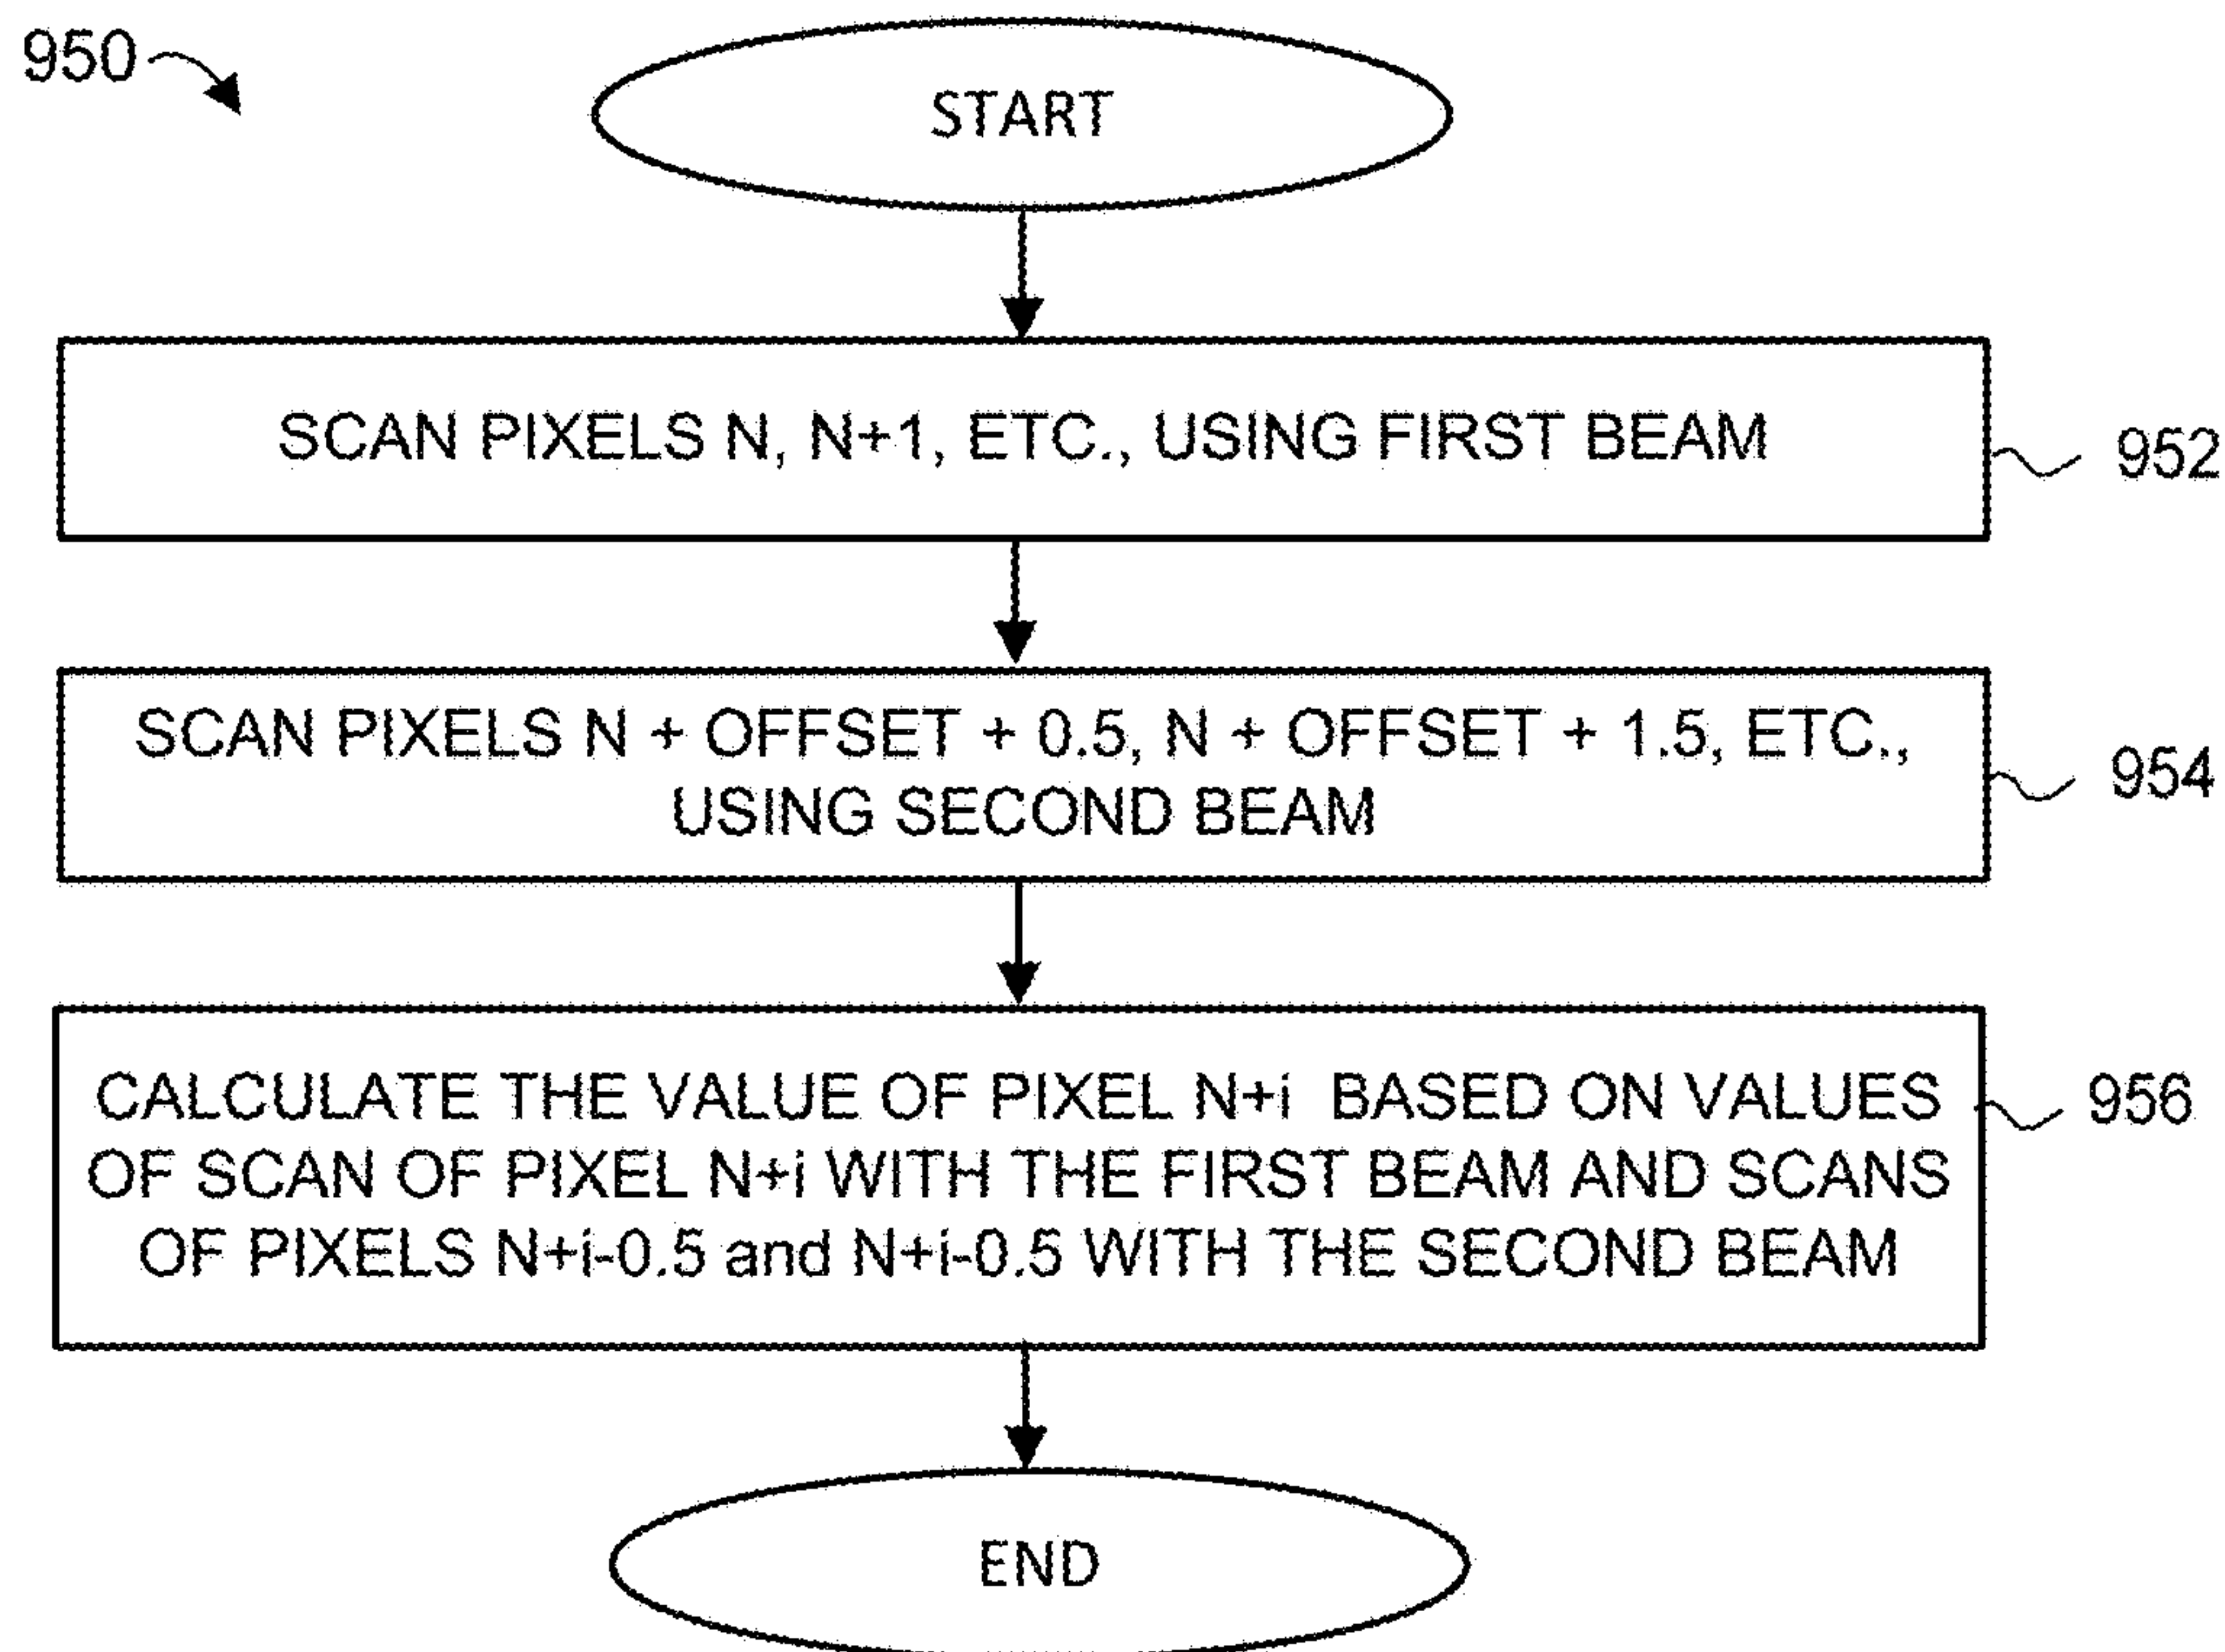 950
START
SCAN PIXELS N, N+1, ETC., USING FIRST BEAM
952
SCAN PIXELS N + OFFSET + 0.5, N + OFFSET + 1.5, ETC.,
USING SECOND BEAM
954
CALCULATE THE VALUE OF PIXEL N+i BASED ON VALUES
OF SCAN OF PIXEL N+i WITH THE FIRST BEAM AND SCANS
OF PIXELS N+i-0.5 and N+i-0.5 WITH THE SECOND BEAM
956
END